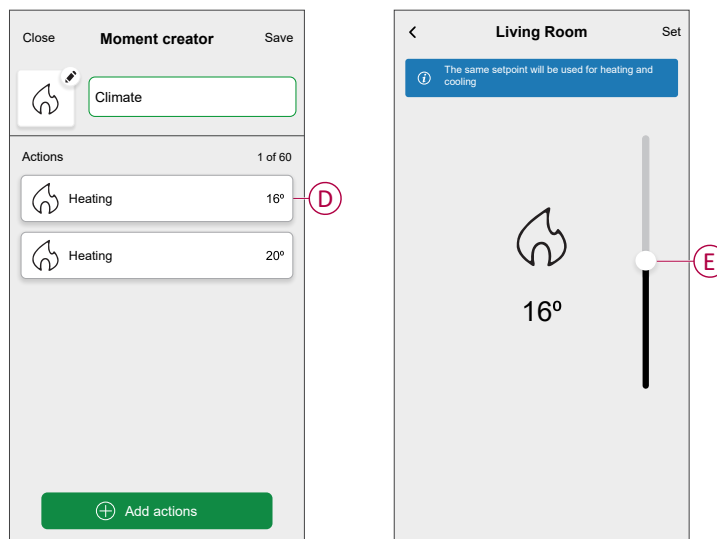 Close Moment creator Save
Climate
Actions 1 of 60
Heating 16º
D
Heating 20º
Add actions
Living Room Set
i The same setpoint will be used for heating and
cooling
E
16º